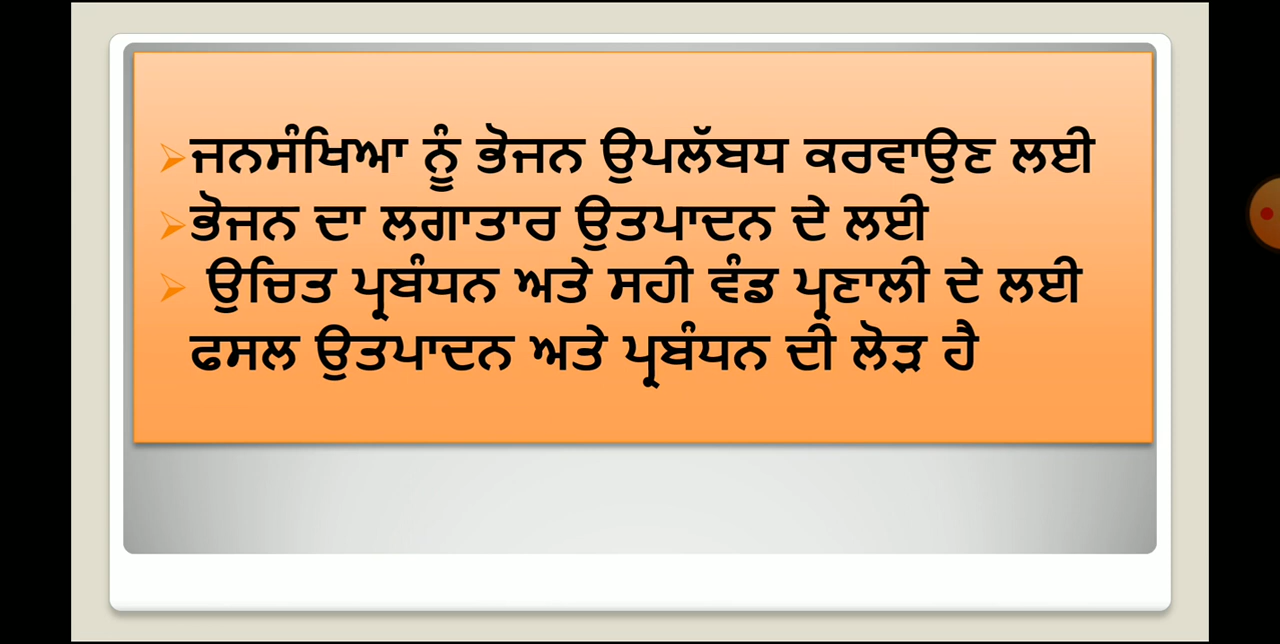 ਜਨਸੰਖਿਆ ਨੂੰ ਭੋਜਨ ਉਪਲੱਬਧ ਕਰਵਾਉਣ ਲਈ
ਭੋਜਨ ਦਾ ਲਗਾਤਾਰ ਉਤਪਾਦਨ ਦੇ ਲਈ
ਉਚਿਤ ਪ੍ਰਬੰਧਨ ਅਤੇ ਸਹੀ ਵੰਡ ਪ੍ਰਣਾਲੀ ਦੇ ਲਈ
ਫਸਲ ਉਤਪਾਦਨ ਅਤੇ ਪ੍ਰਬੰਧਨ ਦੀ ਲੋੜ ਹੈ